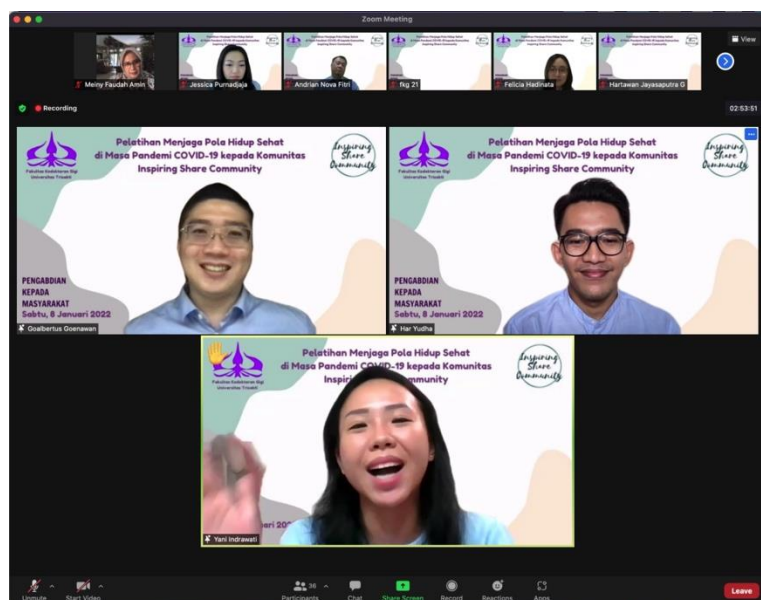 Zoom Meeting
View
Meiny Faudah Amin
Jessica Purnadjaja
Andrian Nova Fitri
fkg 21
Felicia Hadinata
Hartawan Jayasaputra G
Recording
02:53:51
Pelatihan Menjaga Pola Hidup Sehat
di Masa Pandemi COVID-19 kepada Komunitas
Inspiring Share Community
Fakultas Kedokteran Gigi
Universitas Trisakti
Inspiring
Share
Community
PENGABDIAN
KEPADA
MASYARAKAT
Sabtu, 8 Januari 2022
Goalbertus Goenawan
Pelatihan Menjaga Pola Hidup Sehat
di Masa Pandemi COVID-19 kepada Komunitas
Inspiring Share Community
Fakultas Kedokteran Gigi
Universitas Trisakti
Inspiring
Share
Community
PENGABDIAN
KEPADA
MASYARAKAT
Sabtu, 8 Januari 2022
Har Yudha
Pelatihan Menjaga Pola Hidup Sehat
di Masa Pandemi COVID-19 kepada Komunitas
Fakultas Kedokteran Gigi
Universitas Trisakti
Inspiring
Share
Community
Yani Indrawati
Unmute
Start Video
36
Participants
Chat
Share Screen
Record
Reactions
Apps
Leave